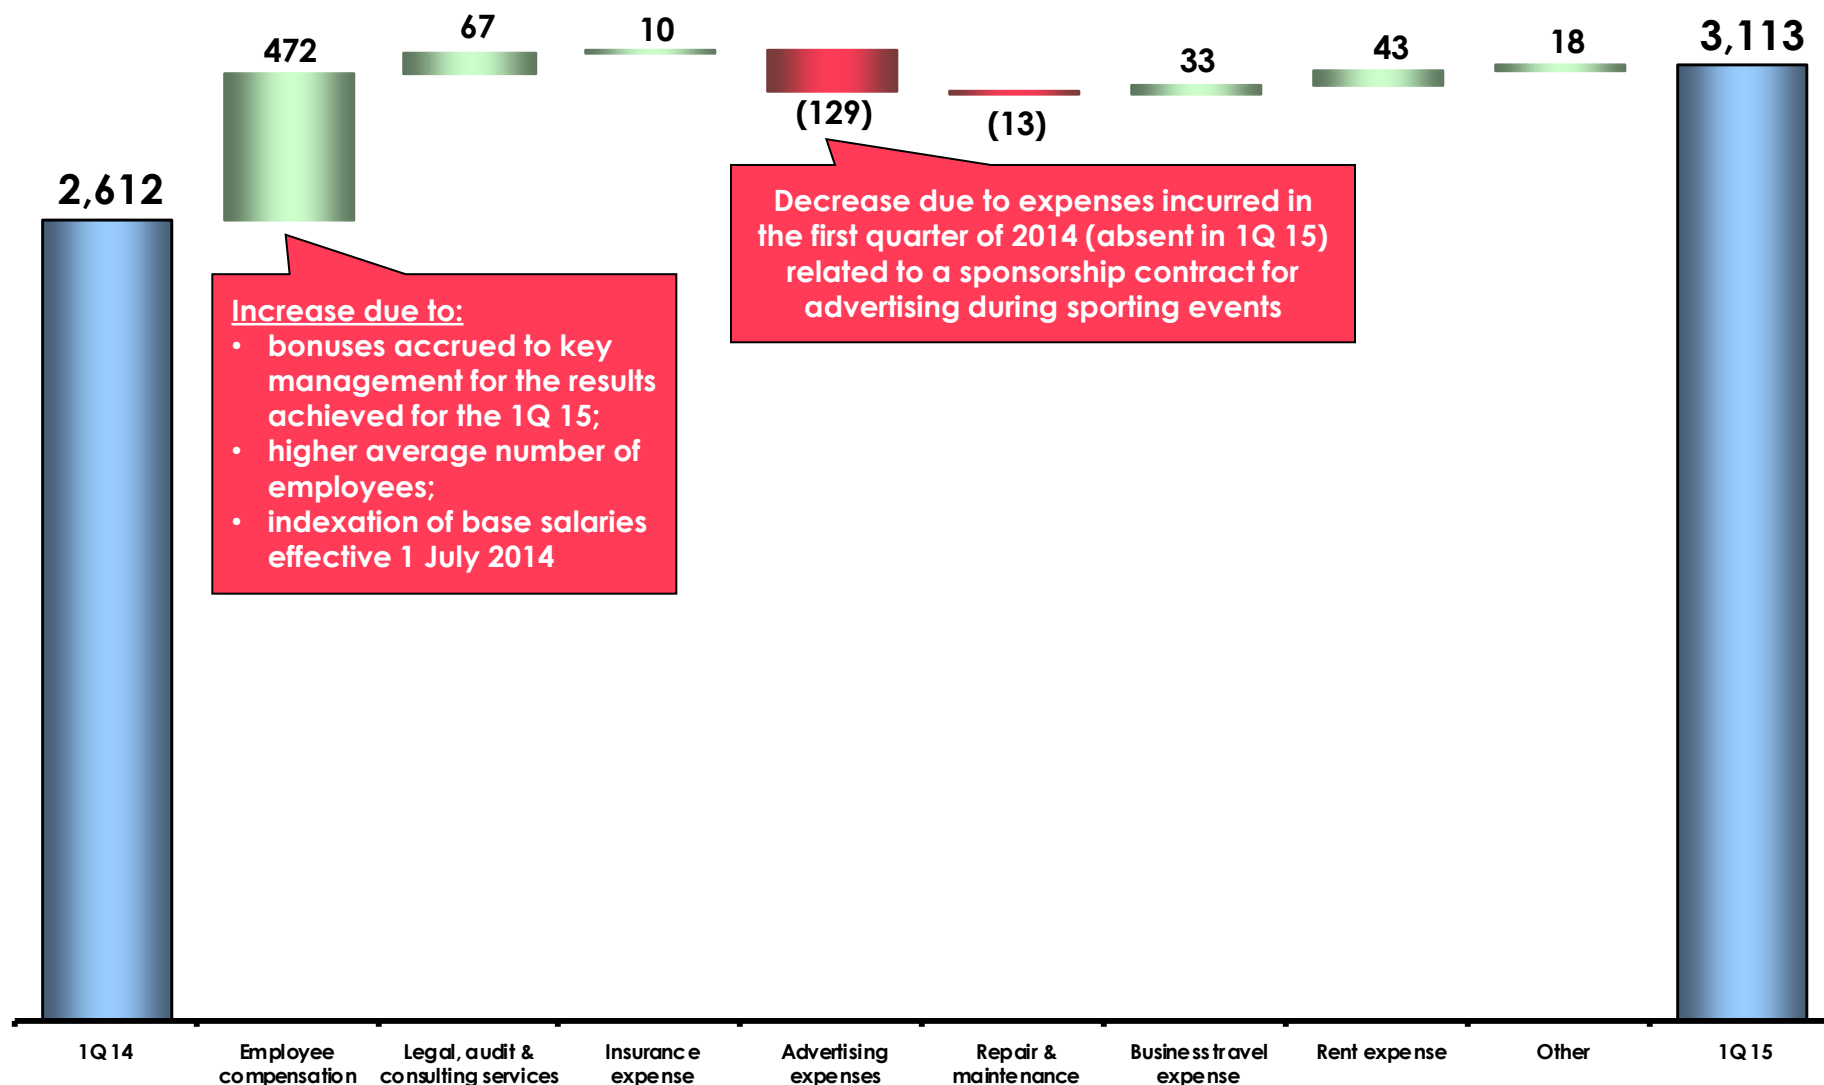 472
67
10
(129)
(13)
33
43
18
3,113
2,612
Increase due to:
• bonuses accrued to key
management for the results
achieved for the 1Q 15;
• higher average number of
employees;
• indexation of base salaries
effective 1 July 2014
Decrease due to expenses incurred in
the first quarter of 2014 (absent in 1Q 15)
related to a sponsorship contract for
advertising during sporting events
1Q 14
Employee
compensation
Legal, audit &
consulting services
Insurance
expense
Advertising
expenses
Repair &
maintenance
Business travel
expense
Rent expense
Other
1Q 15